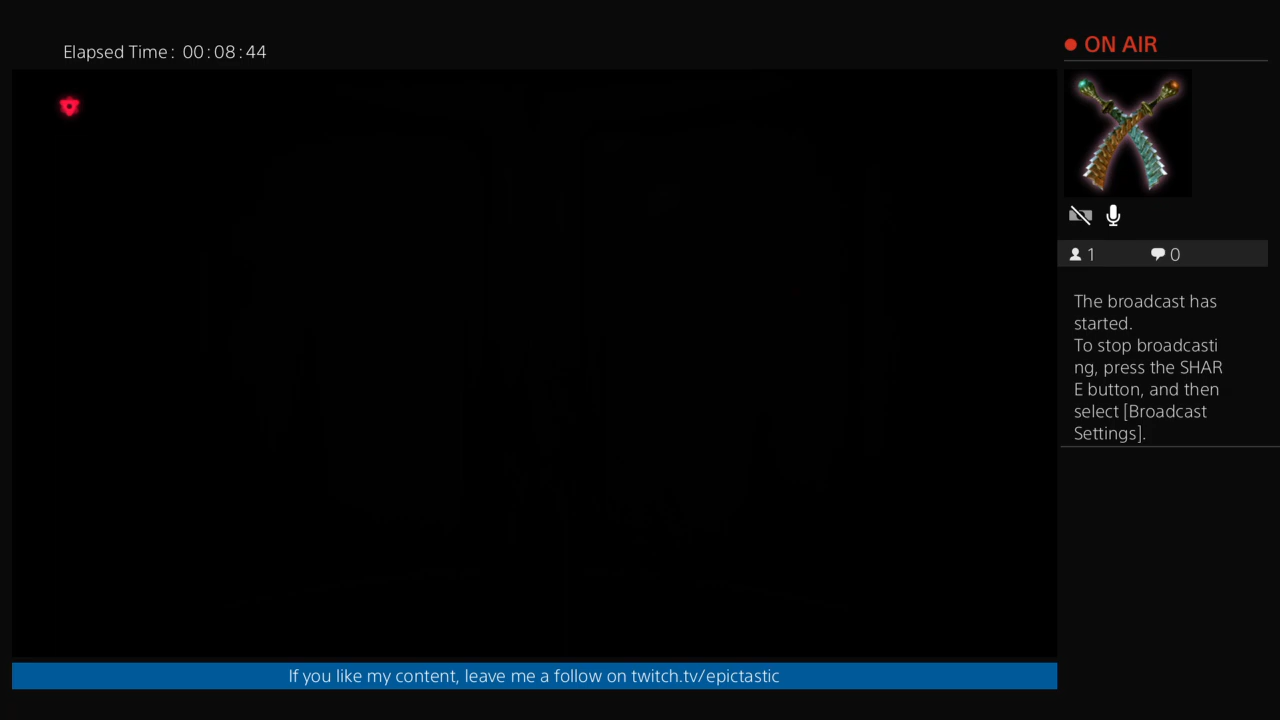 Elapsed Time: 00:08:44
ON AIR
1
0
The broadcast has
started.
To stop broadcasti
ng, press the SHAR
E button, and then
select [Broadcast
Settings].
If you like my content, leave me a follow on twitch.tv/epictastic